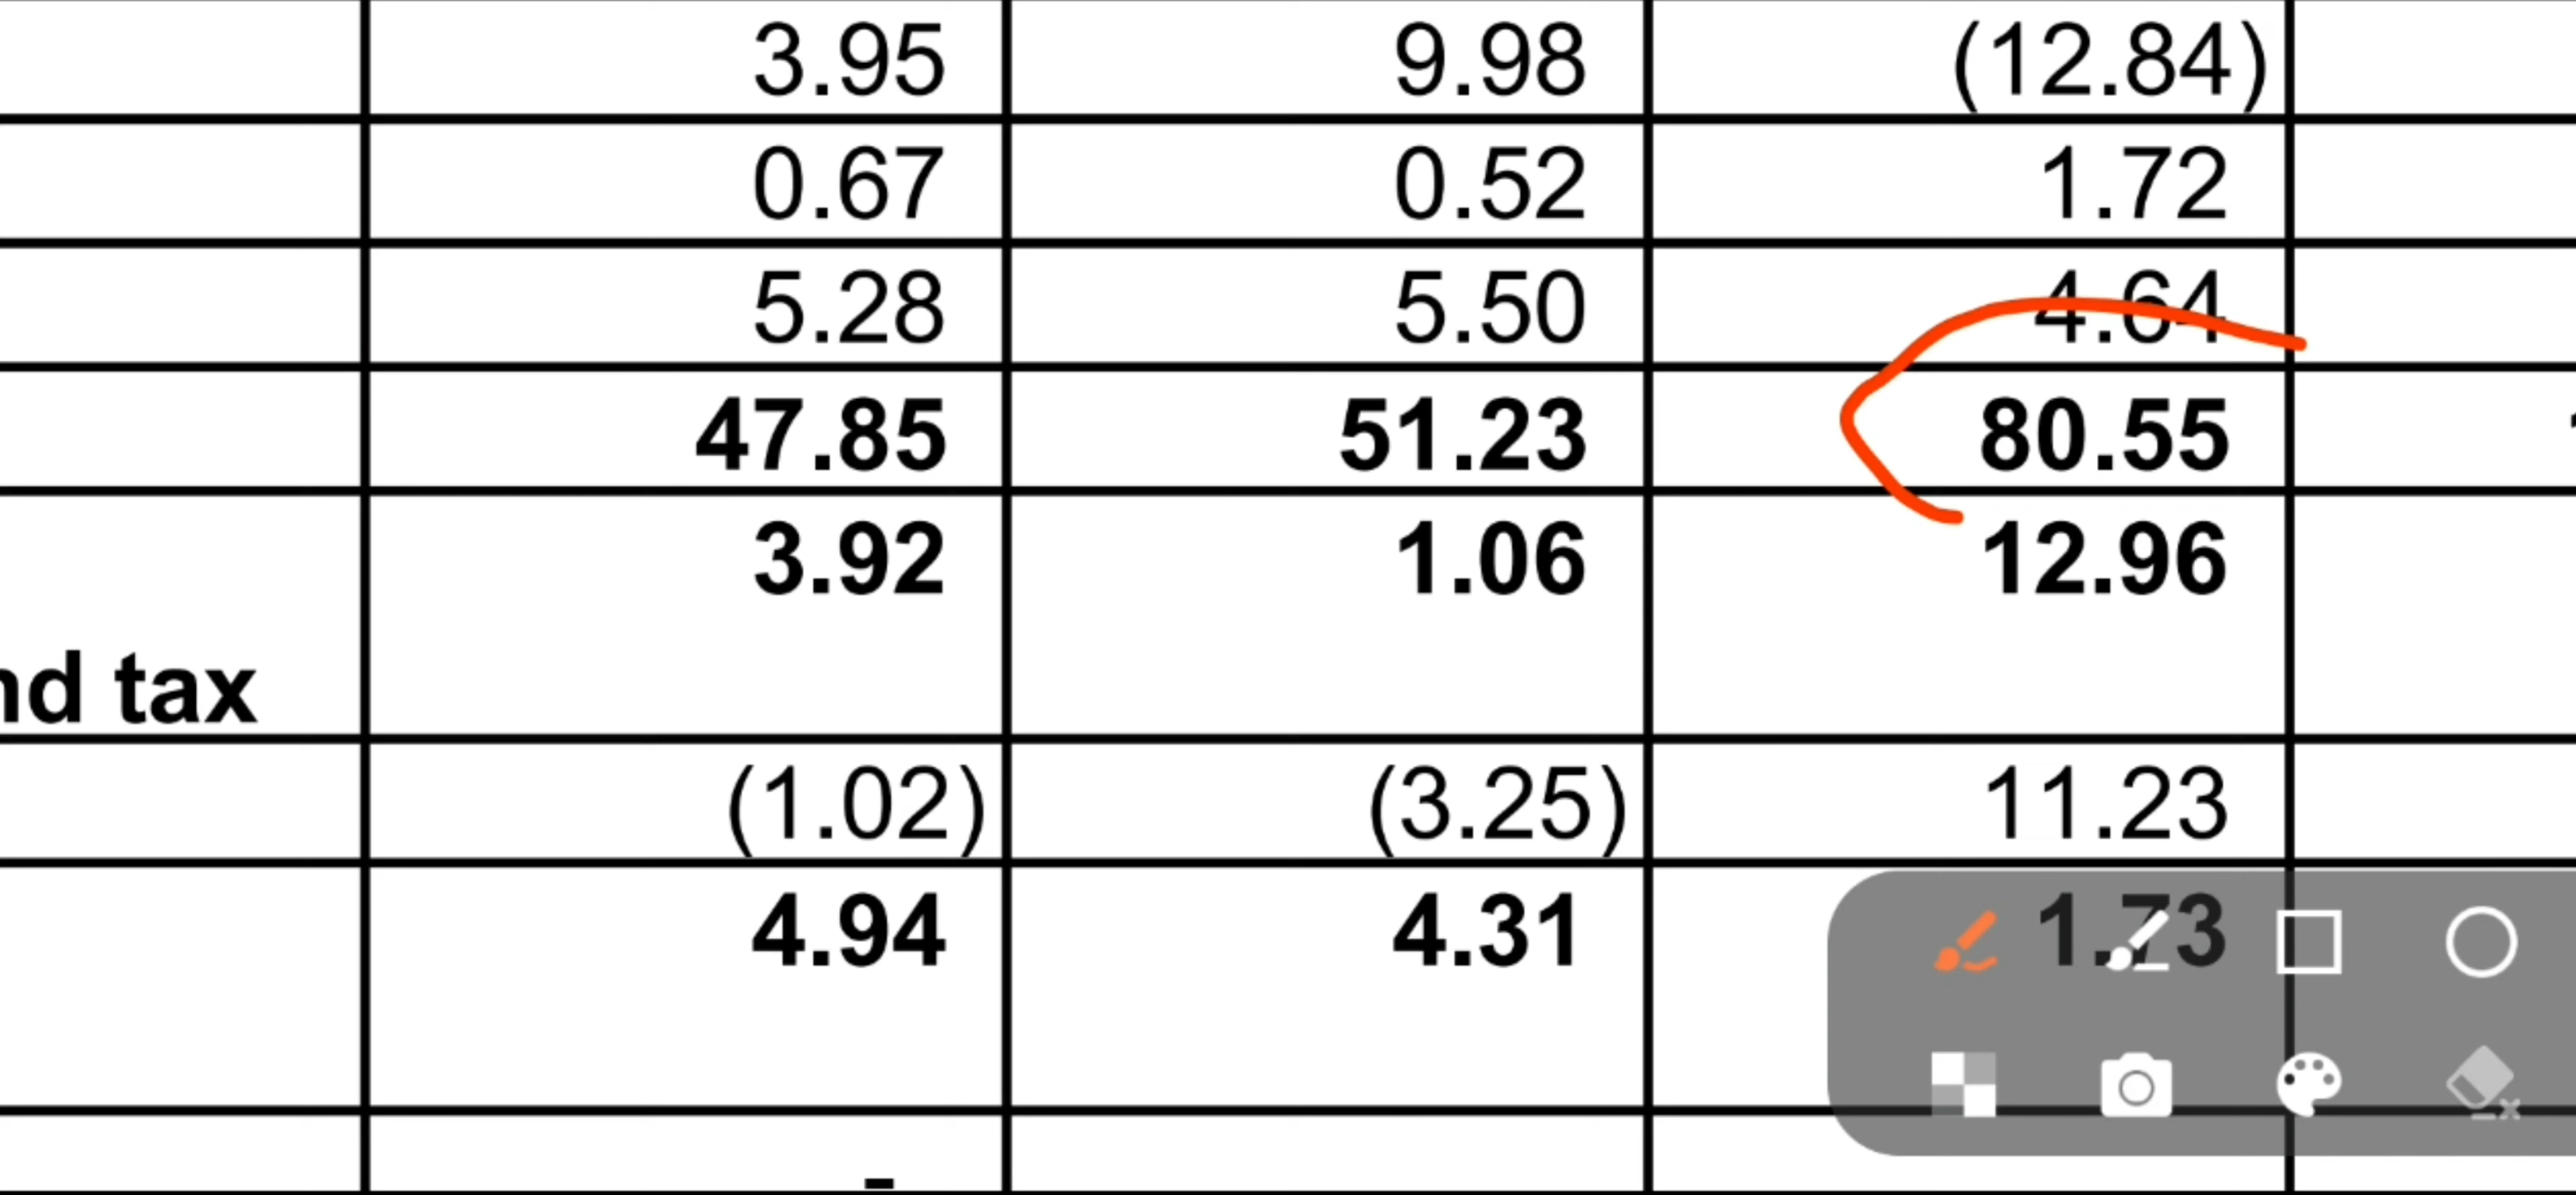 3.95 9.98 (12.84)
0.67 0.52 1.72
5.28 5.50 4.64
47.85 51.23 80.55
3.92 1.06 12.96
nd tax
(1.02) (3.25) 11.23
4.94 4.31 1.73
-